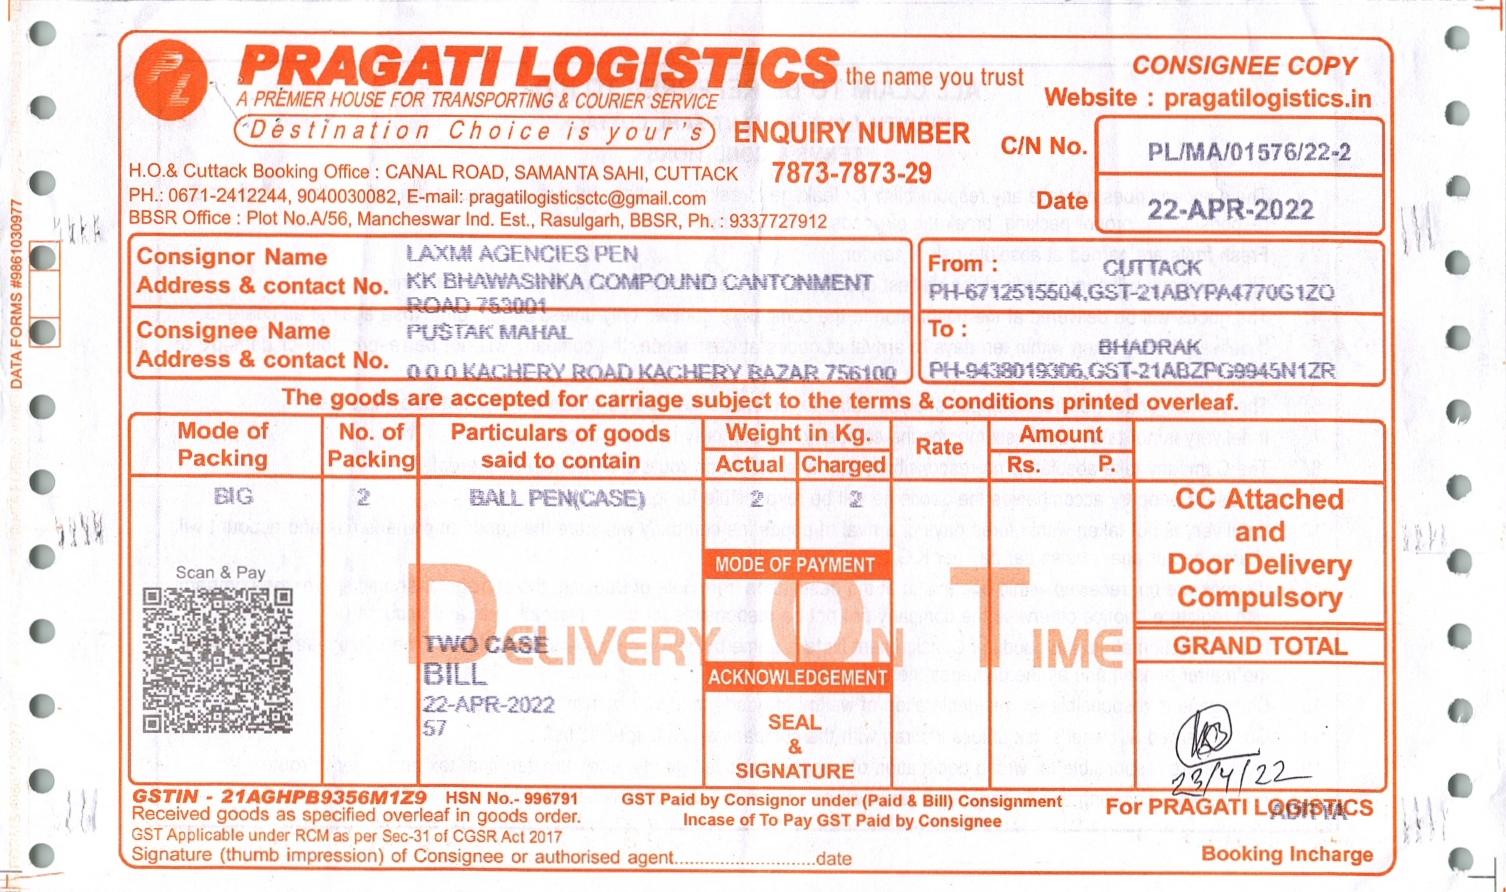 PRAGATI LOGISTICS the name you trust
A PREMIER HOUSE FOR TRANSPORTING & COURIER SERVICE
Destination Choice is your's
ENQUIRY NUMBER
7873-7873-29
CONSIGNEE COPY
Website : pragatilogistics.in
C/N No. PL/MA/01576/22-2
Date 22-APR-2022
H.O.& Cuttack Booking Office : CANAL ROAD, SAMANTA SAHI, CUTTACK
PH.: 0671-2412244, 9040030082, E-mail: pragatilogisticsctc@gmail.com
BBSR Office : Plot No.A/56, Mancheswar Ind. Est., Rasulgarh, BBSR, Ph. : 9337727912
DATA FORMS #9861030977
Consignor Name LAXMI AGENCIES PEN
Address & contact No. KK BHAWASINKA COMPOUND CANTONMENT
ROAD 753001
Consignee Name PUSTAK MAHAL
Address & contact No. 0 0 0 KACHERY ROAD KACHERY BAZAR 756100
From : CUTTACK
PH-6712515504,GST-21ABYPA4770G1ZO
To :
BHADRAK
PH-9438019306,GST-21ABZPG9945N1ZR
The goods are accepted for carriage subject to the terms & conditions printed overleaf.
Mode of Packing
No. of Packing
Particulars of goods said to contain
Weight in Kg.
Actual Charged
Rate
Amount
Rs. P.
BIG 2 BALL PEN(CASE) 2 2
CC Attached
and
Door Delivery
Compulsory
GRAND TOTAL
Scan & Pay
MODE OF PAYMENT
DELIVERY ON TIME
TWO CASE
BILL
22-APR-2022
57
ACKNOWLEDGEMENT
SEAL
&
SIGNATURE
23/4/22
GSTIN - 21AGHPB9356M1Z9 HSN No.- 996791
Received goods as specified overleaf in goods order.
GST Applicable under RCM as per Sec-31 of CGSR Act 2017
Signature (thumb impression) of Consignee or authorised agent..........................date
GST Paid by Consignor under (Paid & Bill) Consignment
Incase of To Pay GST Paid by Consignee
For PRAGATI LOGISTICS
ADITYA
Booking Incharge